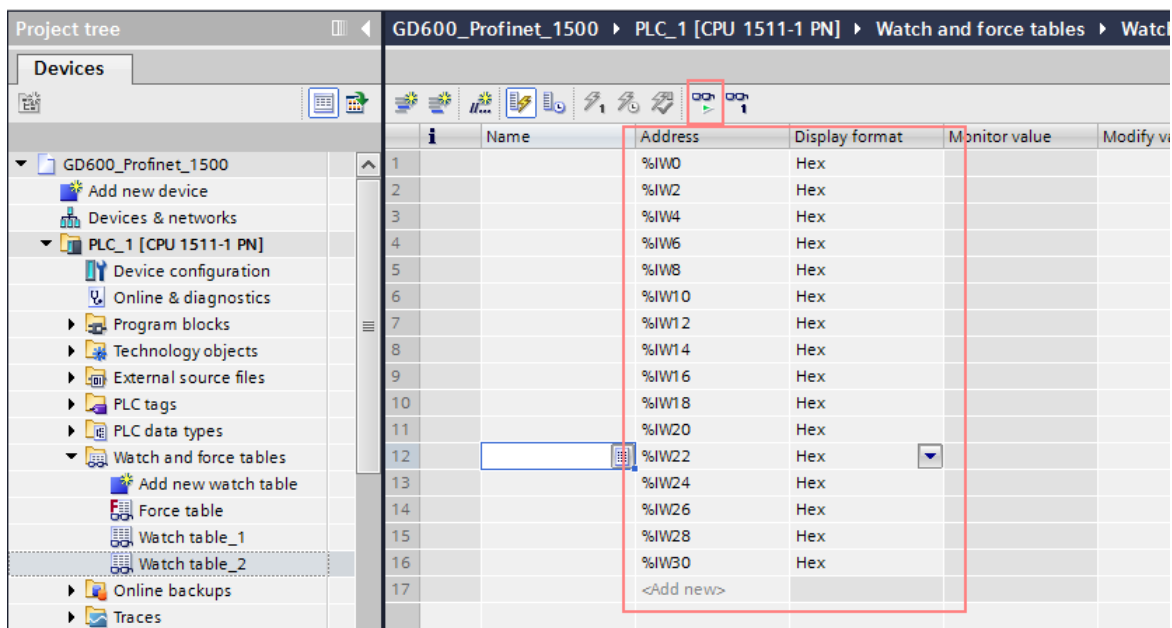 Project tree
Devices
GD600_Profinet_1500
Add new device
Devices & networks
PLC_1 [CPU 1511-1 PN]
Device configuration
Online & diagnostics
Program blocks
Technology objects
External source files
PLC tags
PLC data types
Watch and force tables
Add new watch table
Force table
Watch table_1
Watch table_2
Online backups
Traces
GD600_Profinet_1500 PLC_1 [CPU 1511-1 PN] Watch and force tables Watch
i Name Address Display format Monitor value Modify va
1 %IW0 Hex
2 %IW2 Hex
3 %IW4 Hex
4 %IW6 Hex
5 %IW8 Hex
6 %IW10 Hex
7 %IW12 Hex
8 %IW14 Hex
9 %IW16 Hex
10 %IW18 Hex
11 %IW20 Hex
12 %IW22 Hex
13 %IW24 Hex
14 %IW26 Hex
15 %IW28 Hex
16 %IW30 Hex
17 <Add new>